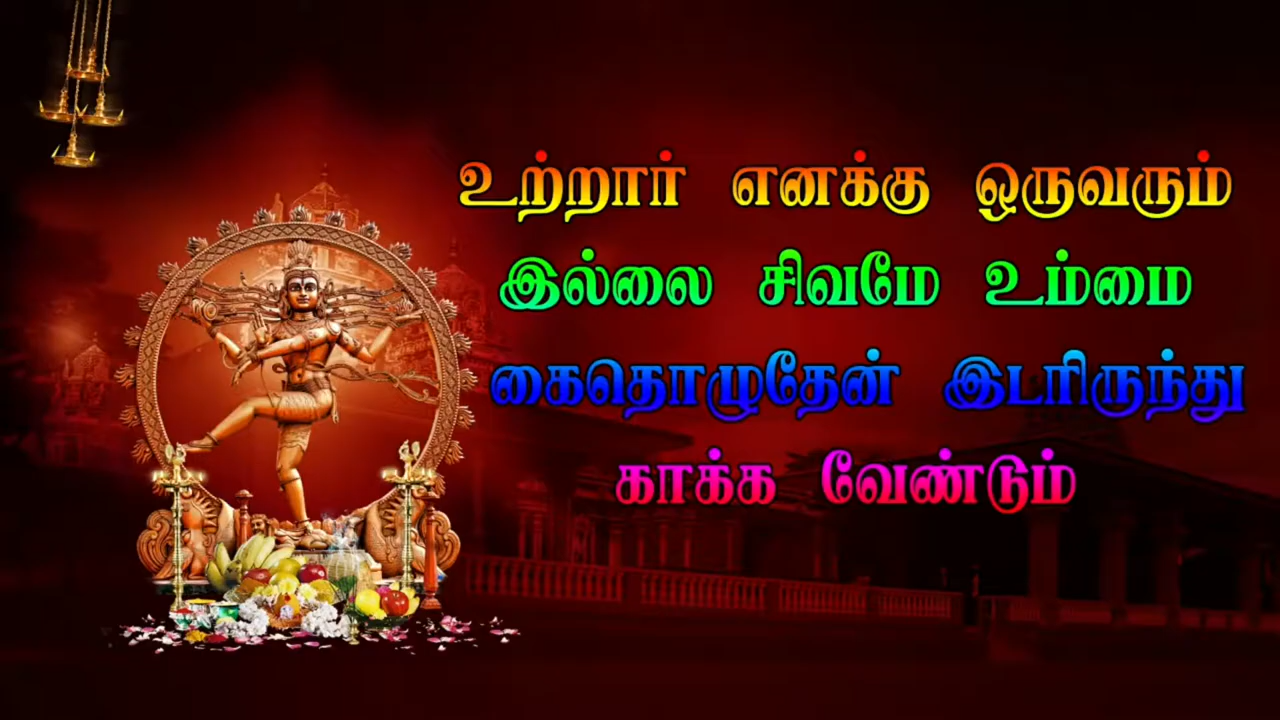 உற்றார் எனக்கு ஒருவரும்
இல்லை சிவமே உம்மை
கைதொழுதேன் இடரிருந்து
காக்க வேண்டும்